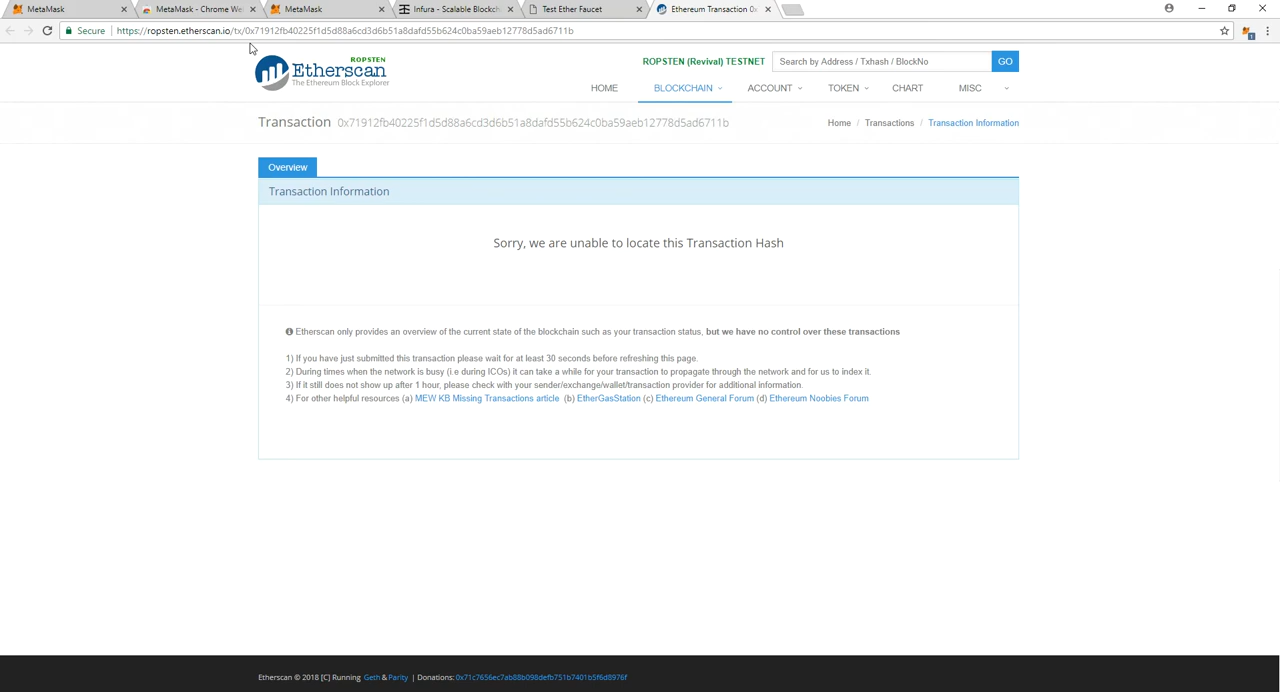 MetaMask
MetaMask - Chrome We
MetaMask
Infura - Scalable Blockch
Test Ether Faucet
Ethereum Transaction 0x
Secure
https://ropsten.etherscan.io/tx/0x71912fb40225f1d5d88a6cd3d6b51a8dafd55b624c0ba59aeb12778d5ad6711b
1
ROPSTEN
Etherscan
The Ethereum Block Explorer
ROPSTEN (Revival) TESTNET
Search by Address / Txhash / BlockNo
GO
HOME
BLOCKCHAIN
ACCOUNT
TOKEN
CHART
MISC
Transaction 0x71912fb40225f1d5d88a6cd3d6b51a8dafd55b624c0ba59aeb12778d5ad6711b
Home / Transactions / Transaction Information
Overview
Transaction Information
Sorry, we are unable to locate this Transaction Hash
Etherscan only provides an overview of the current state of the blockchain such as your transaction status, but we have no control over these transactions
1) If you have just submitted this transaction please wait for at least 30 seconds before refreshing this page.
2) During times when the network is busy (i.e during ICOs) it can take a while for your transaction to propagate through the network and for us to index it.
3) If it still does not show up after 1 hour, please check with your sender/exchange/wallet/transaction provider for additional information.
4) For other helpful resources (a) MEW KB Missing Transactions article (b) EtherGasStation (c) Ethereum General Forum (d) Ethereum Noobies Forum
Etherscan © 2018 [C] Running Geth & Parity | Donations: 0x71c7656ec7ab88b098defb751b7401b5f6d8976f